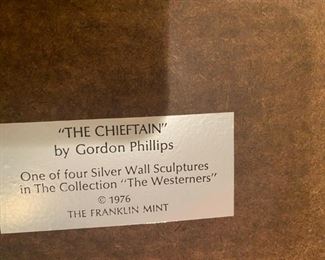 "THE CHIEFTAIN"
by Gordon Phillips
One of four Silver Wall Sculptures
in The Collection "The Westerners"
© 1976
THE FRANKLIN MINT